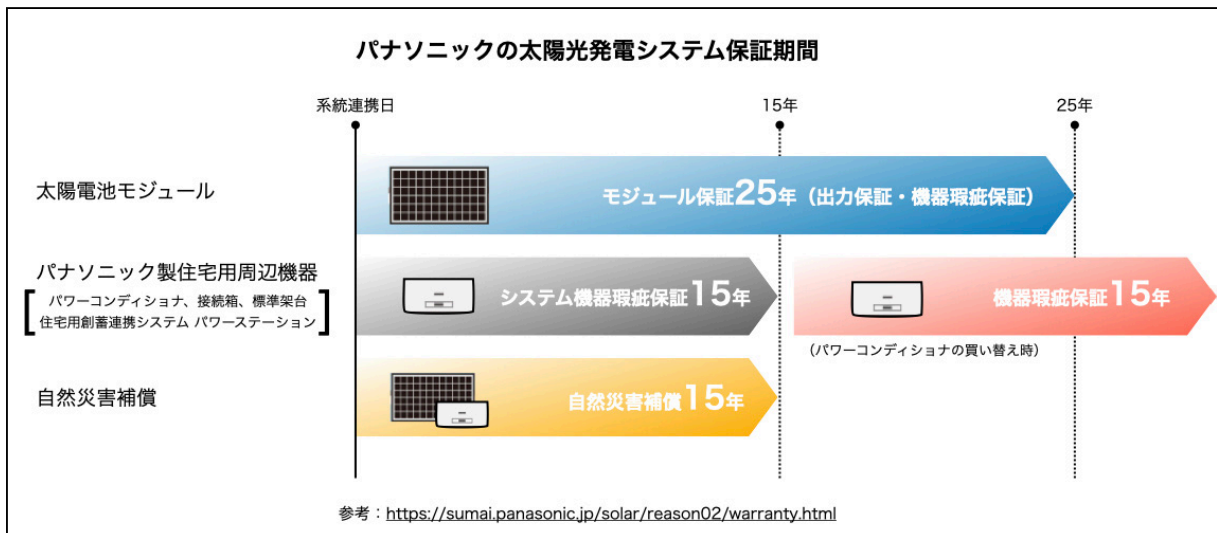 パナソニックの太陽光発電システム保証期間
系統連携日
15年
25年
太陽電池モジュール
モジュール保証25年（出力保証・機器瑕疵保証）
パナソニック製住宅用周辺機器
パワーコンディショナ、接続箱、標準架台
住宅用創蓄連携システム パワーステーション
システム機器瑕疵保証15年
機器瑕疵保証15年
（パワーコンディショナの買い替え時）
自然災害補償
自然災害補償15年
参考：https://sumai.panasonic.jp/solar/reason02/warranty.html